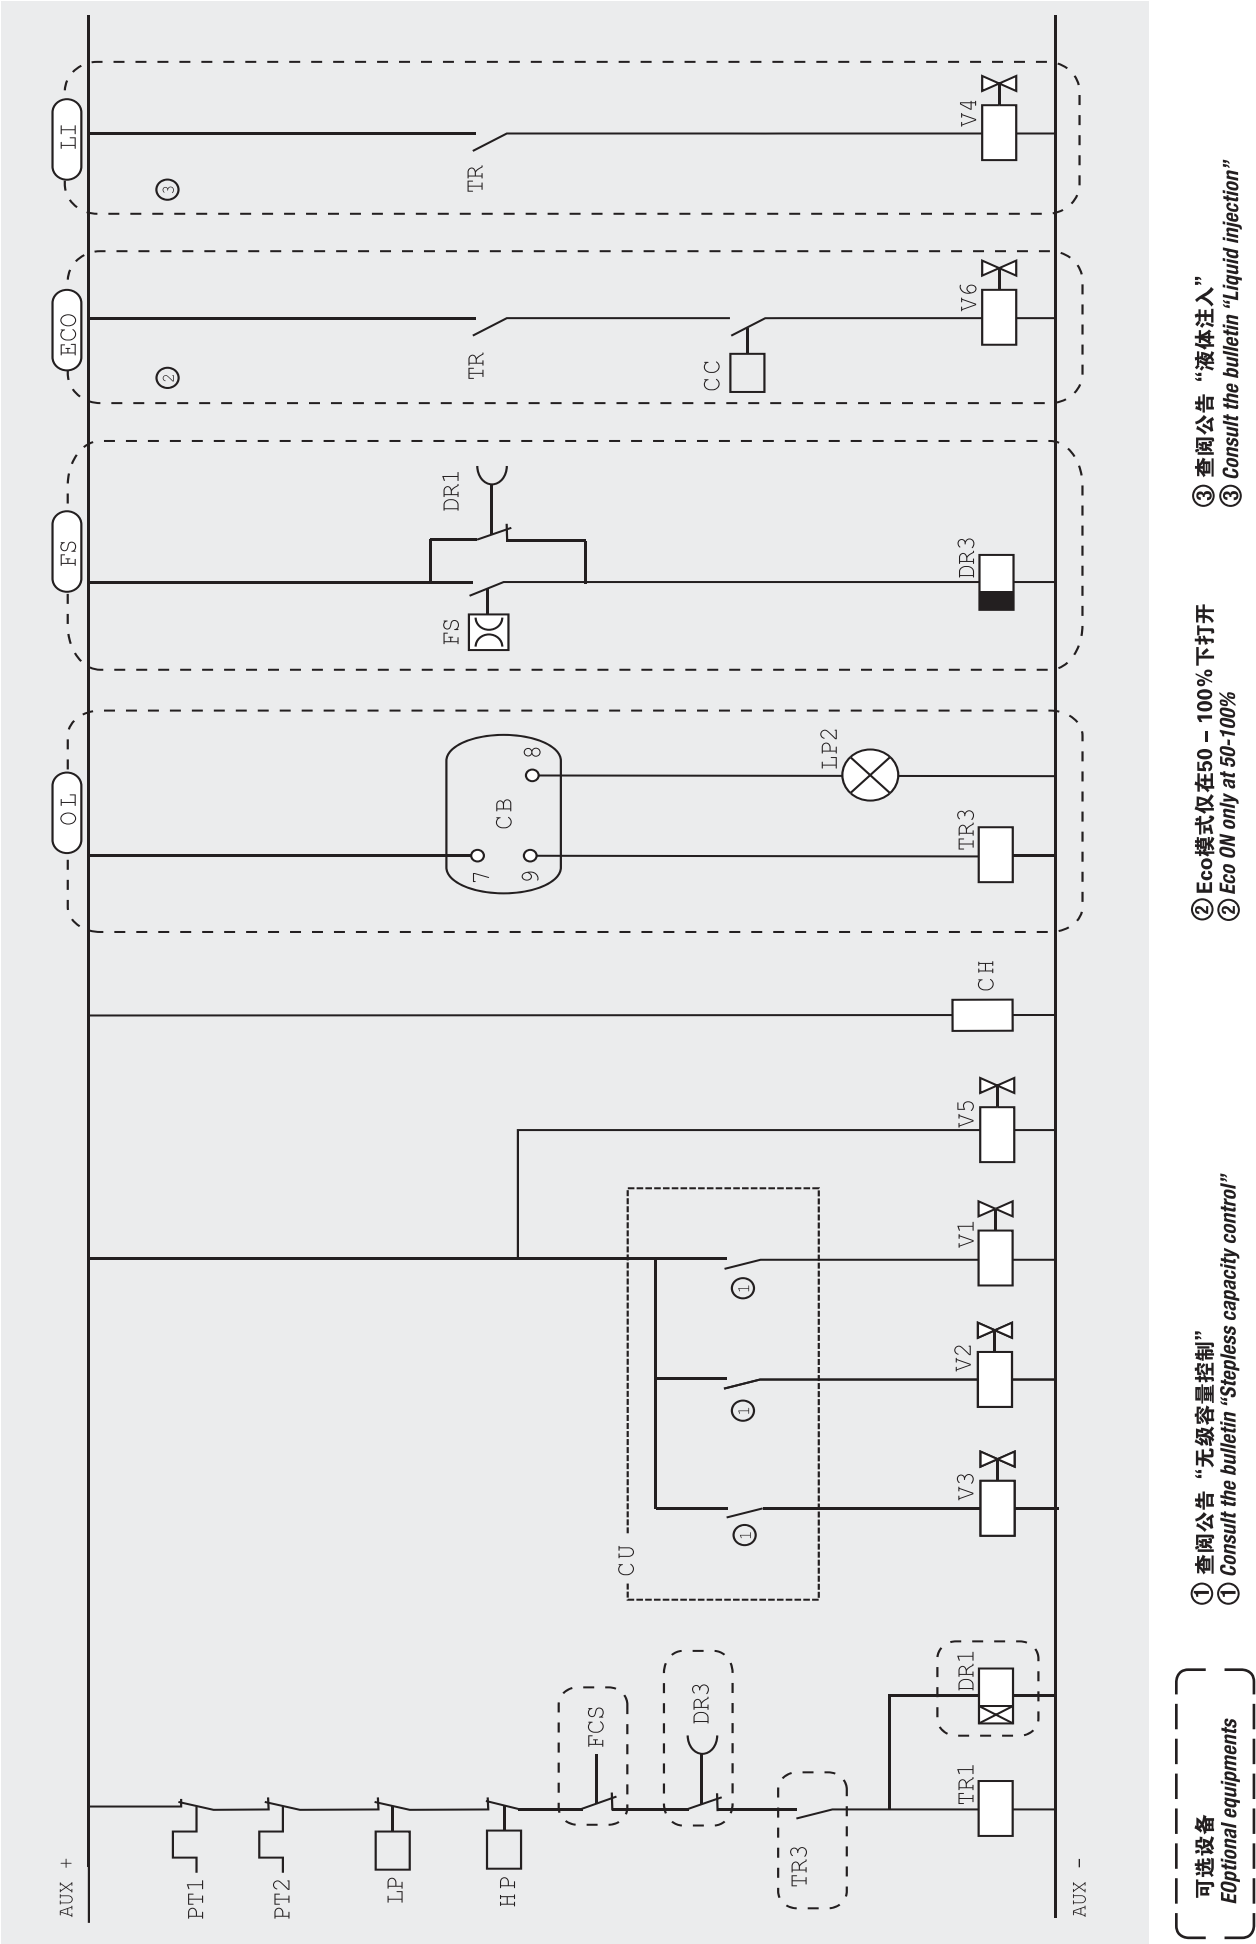 AUX +
PT1
PT2
LP
HP
FCS
DR3
TR3
DR1
TR1
AUX -
CU
1
V3
1
V2
1
V1
V5
CH
OL
7
8
9
CB
LP2
TR3
FS
FS
DR1
DR3
ECO
2
TR
CC
V6
LI
3
TR
V4
可选设备
EOptional equipments
① 查阅公告 “无级容量控制”
① Consult the bulletin “Stepless capacity control”
② Eco模式仅在50 – 100% 下打开
② Eco ON only at 50-100%
③ 查阅公告 “液体注入”
③ Consult the bulletin “Liquid injection”